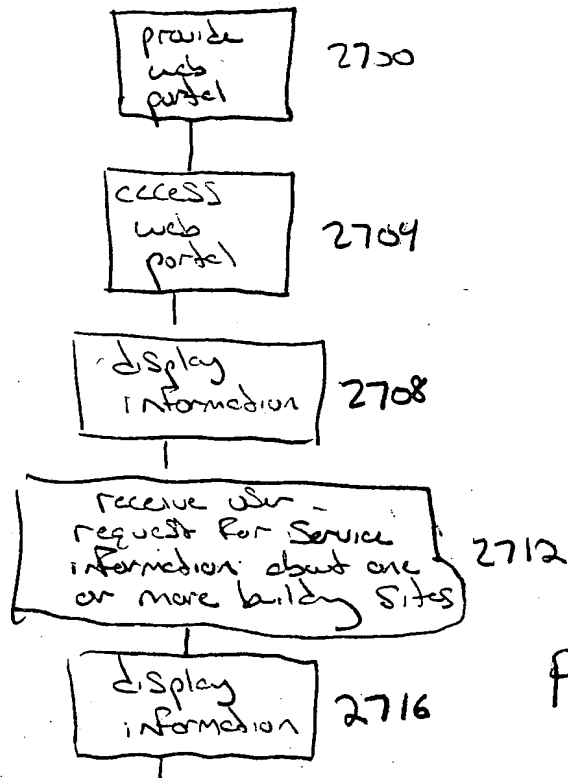 provide
web
portal
2700
access
web
portal
2704
display
information
2708
receive user
request for service
information about one
or more building sites
2712
display
information
2716
F